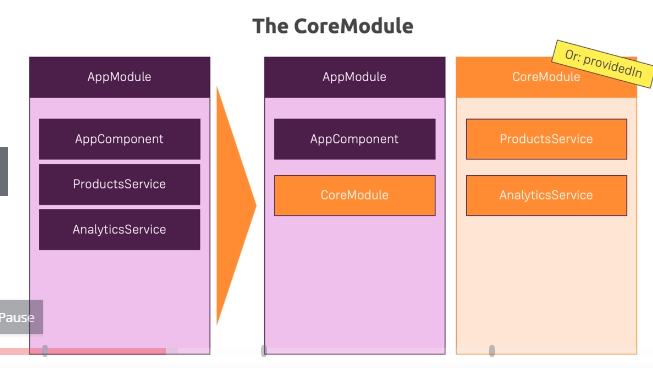 The CoreModule
Or: providedIn
AppModule
AppModule
CoreModule
AppComponent
AppComponent
ProductsService
ProductsService
CoreModule
AnalyticsService
AnalyticsService
Pause